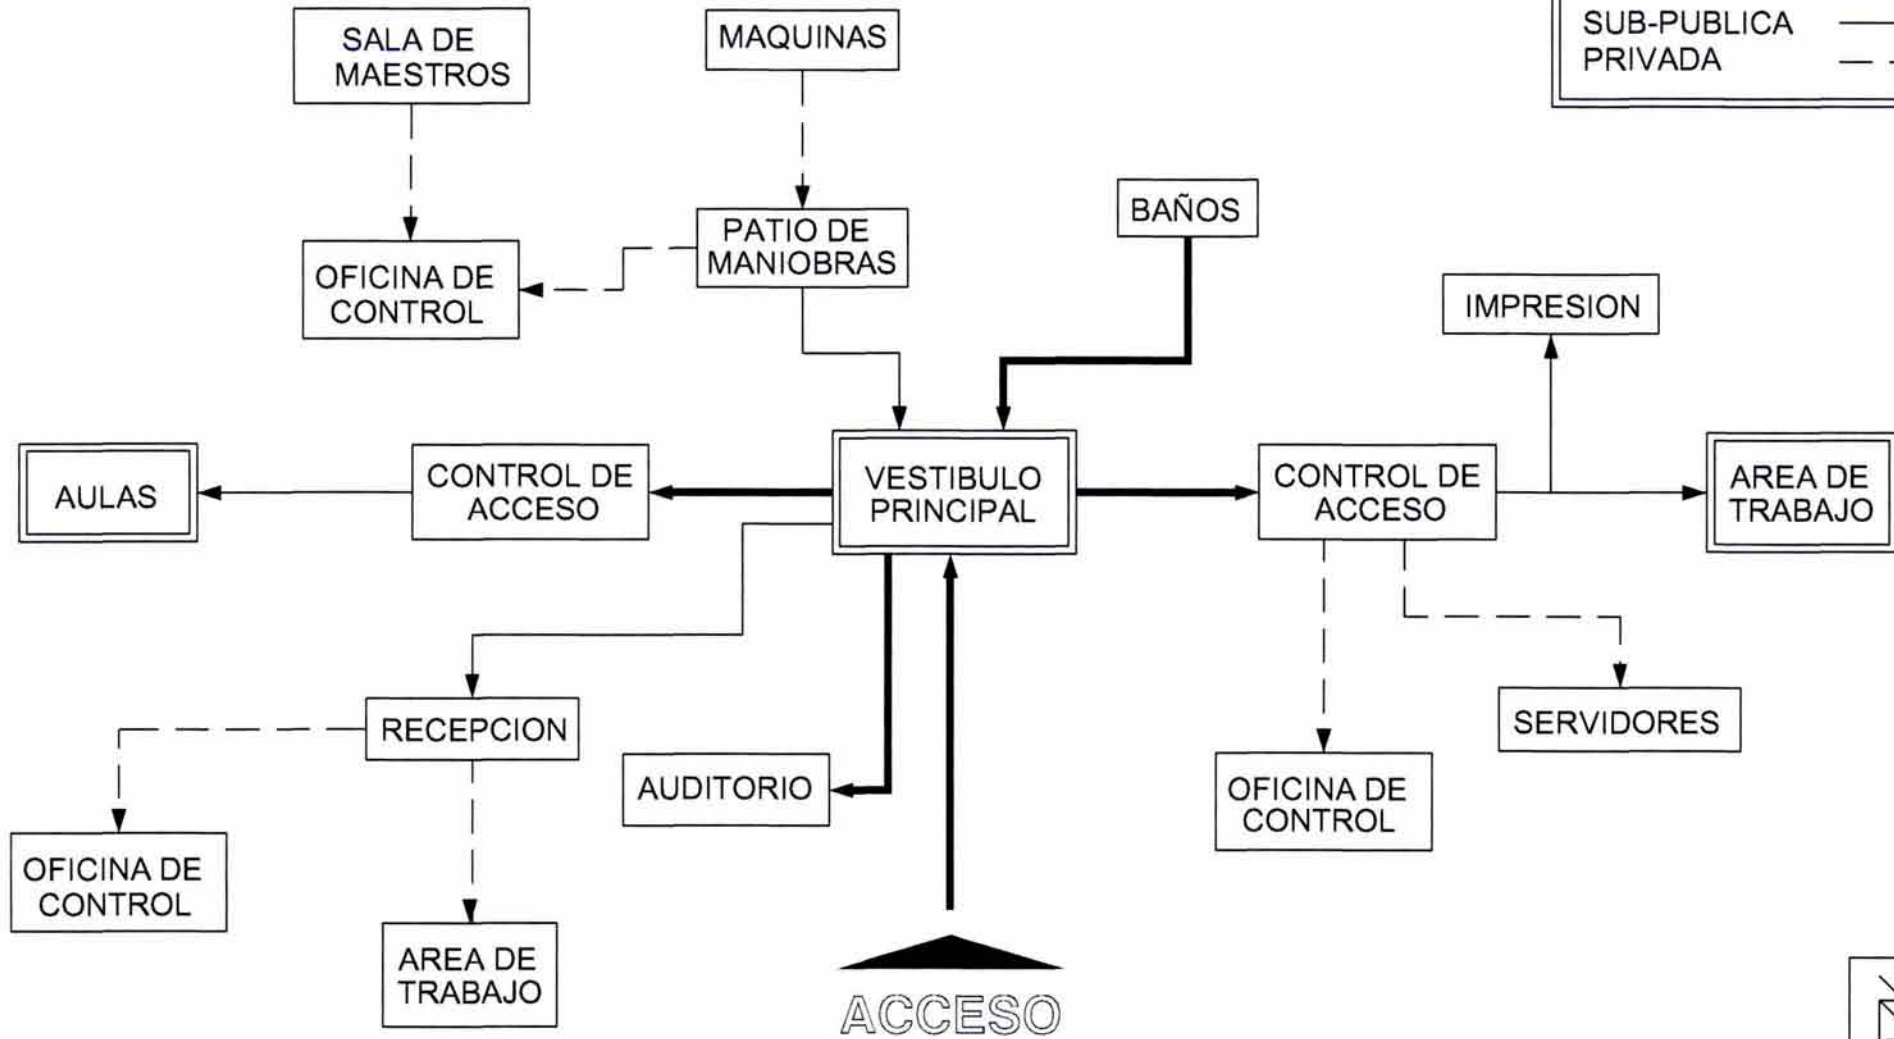 SUB-PUBLICA
PRIVADA
SALA DE
MAESTROS
MAQUINAS
BAÑOS
PATIO DE
MANIOBRAS
OFICINA DE
CONTROL
IMPRESION
AULAS
CONTROL DE
ACCESO
VESTIBULO
PRINCIPAL
CONTROL DE
ACCESO
AREA DE
TRABAJO
RECEPCION
SERVIDORES
AUDITORIO
OFICINA DE
CONTROL
OFICINA DE
CONTROL
AREA DE
TRABAJO
ACCESO